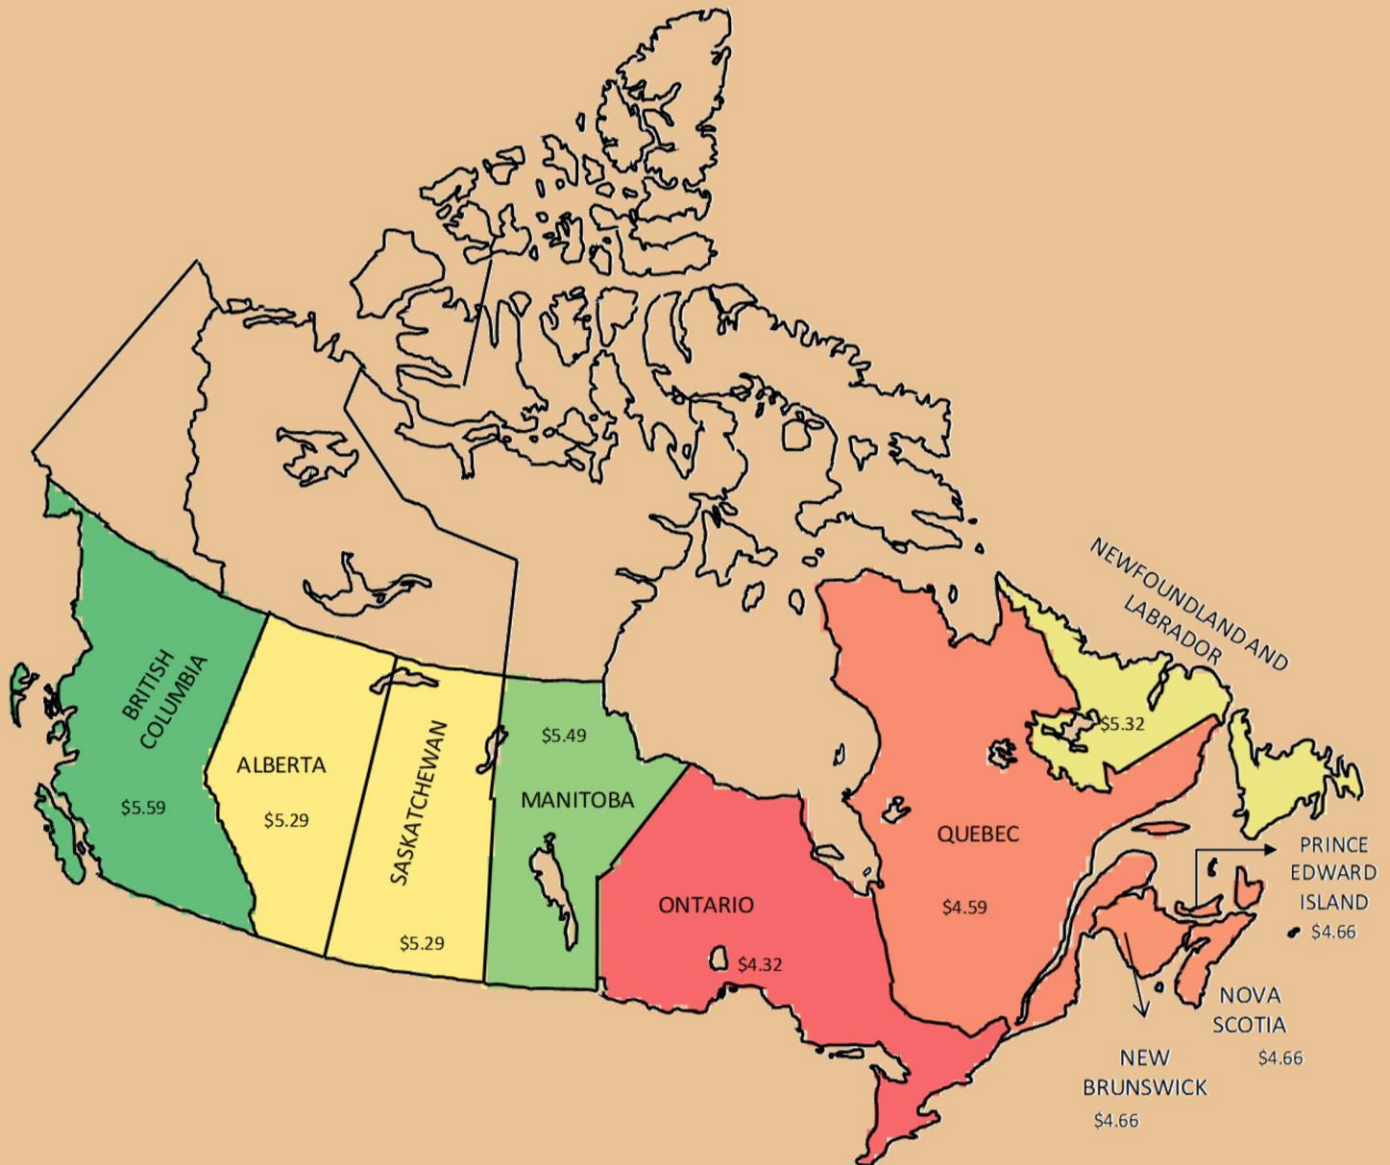 NEWFOUNDLAND AND
LABRADOR
BRITISH
COLUMBIA
$5.59
ALBERTA
$5.29
SASKATCHEWAN
$5.29
$5.49
MANITOBA
ONTARIO
$4.32
QUEBEC
$4.59
$5.32
PRINCE
EDWARD
ISLAND
$4.66
NOVA
SCOTIA
$4.66
NEW
BRUNSWICK
$4.66